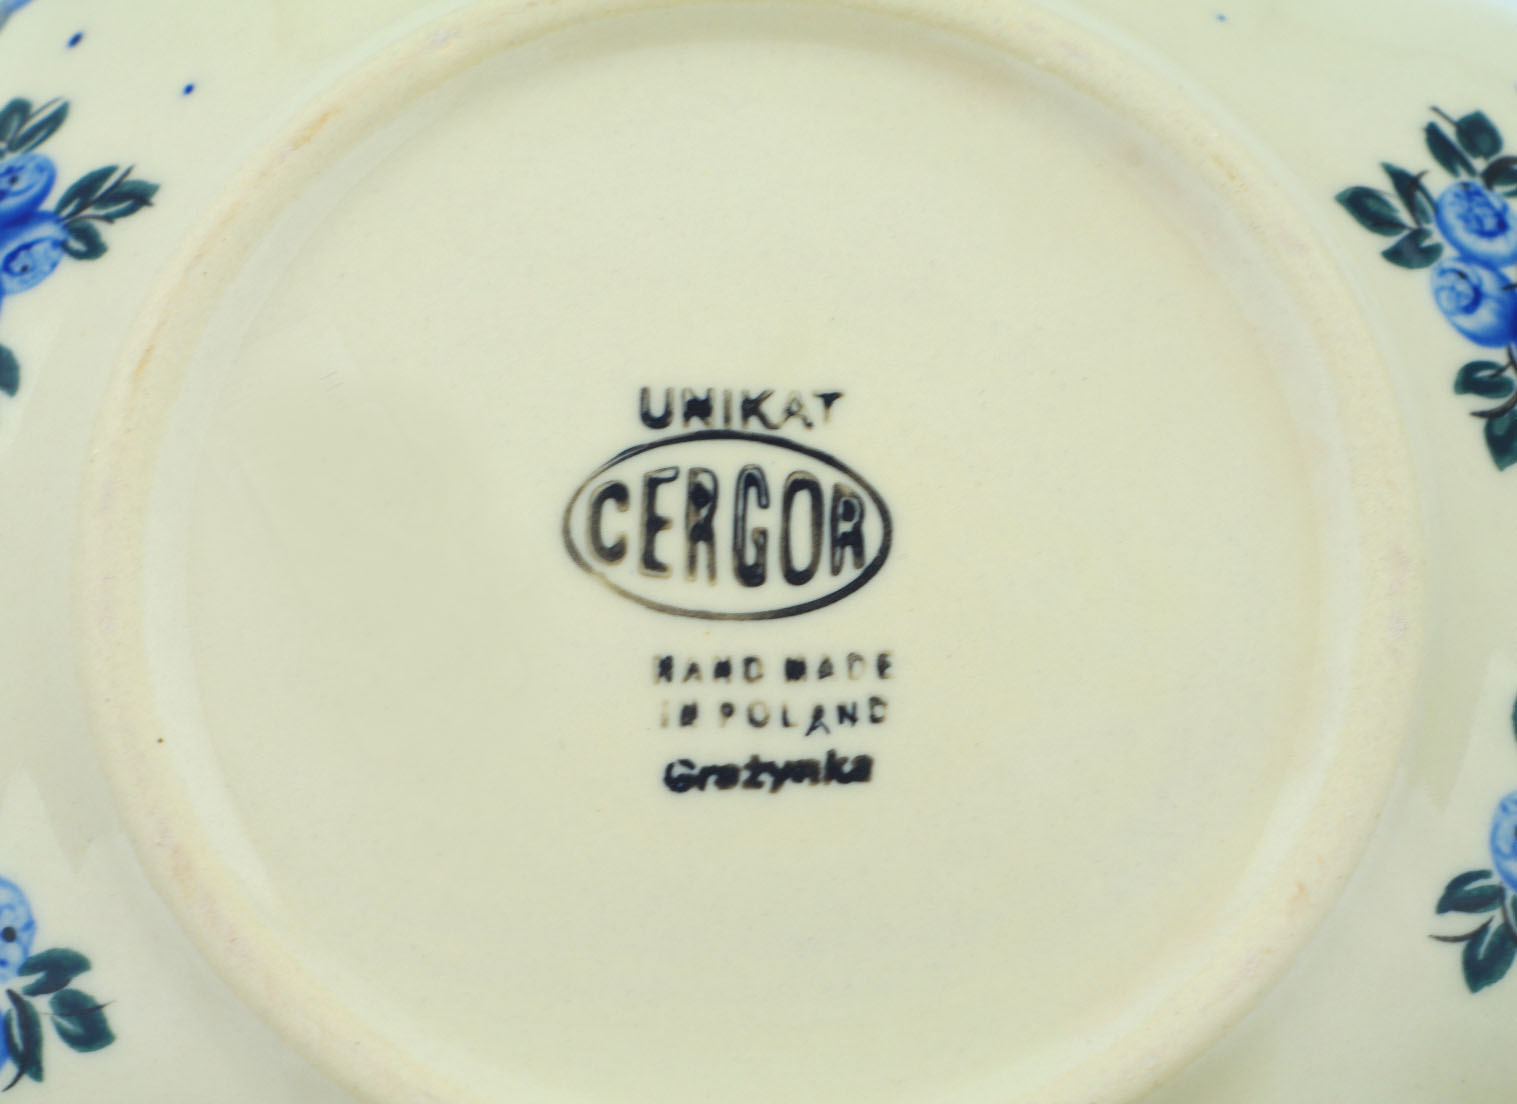 UNIKAT
CERGOR
HAND MADE
IN POLAND
Grażynka